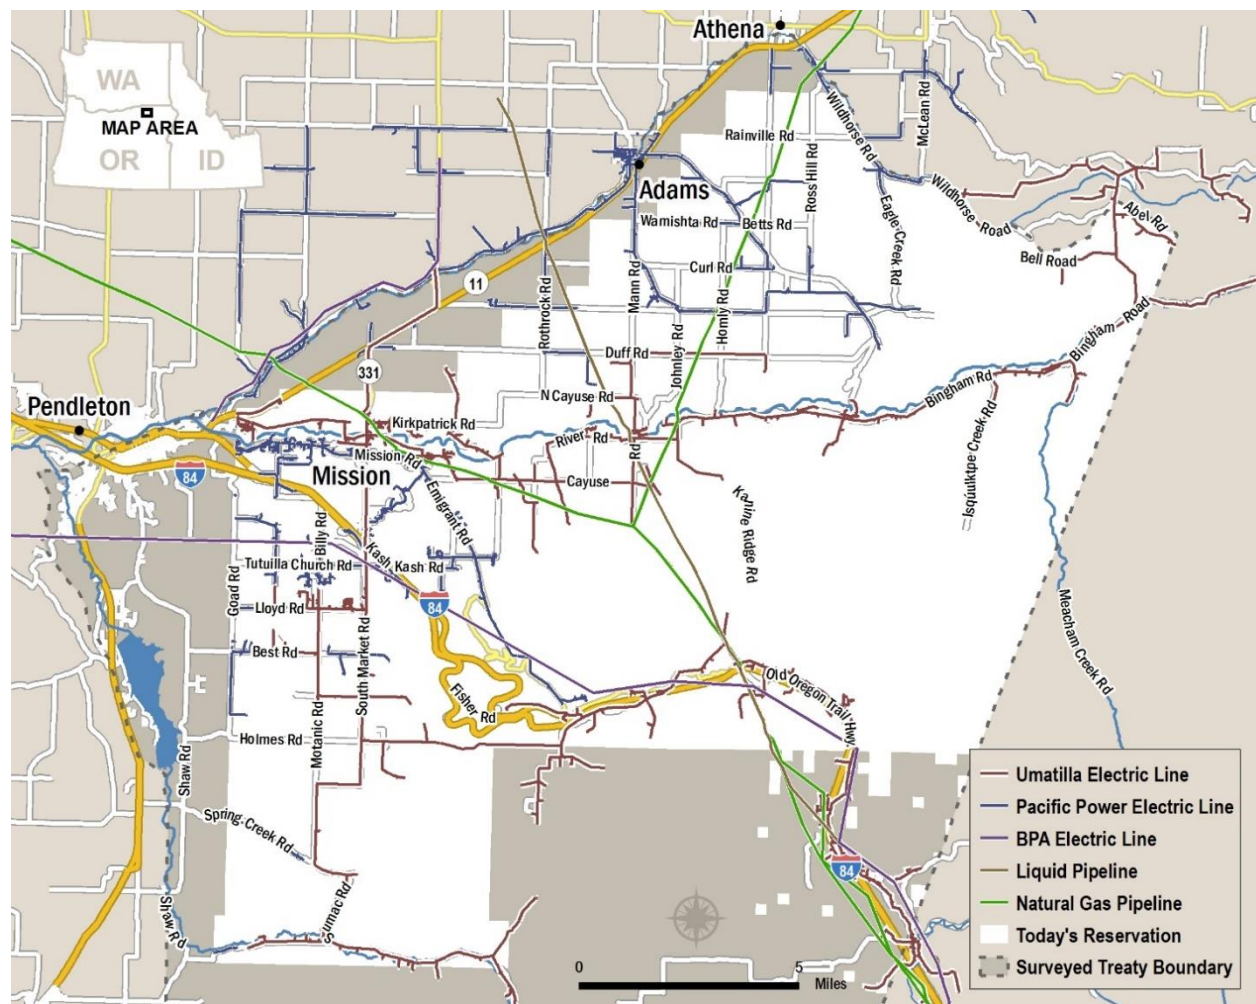 Athena
WA
MAP AREA
OR
ID
Rainville Rd
Wildhorse Rd
McLean Rd
Ross Hill Rd
Adams
Wamishta Rd
Betts Rd
Eagle Creek Rd
Wildhorse Road
Abel Rd
Bell Road
Curl Rd
Mann Rd
11
Rothrock Rd
Homly Rd
Johnley Rd
Bingham Road
Duff Rd
331
Bingham Rd
N Cayuse Rd
Pendleton
Kirkpatrick Rd
River Rd
Rd
Isquulktpe Creek Rd
Mission Rd
84
Mission
Cayuse
Emigrant Rd
Kanine Ridge Rd
Billy Rd
Kash Kash Rd
Tutuilla Church Rd
Goad Rd
84
Lloyd Rd
Best Rd
South Market Rd
Meacham Creek Rd
Old Oregon Trail Hwy.
Fisher Rd
Motanic Rd
Holmes Rd
Shaw Rd
Spring Creek Rd
84
Sumac Rd
Shaw Rd
0
5
Miles
Umatilla Electric Line
Pacific Power Electric Line
BPA Electric Line
Liquid Pipeline
Natural Gas Pipeline
Today's Reservation
Surveyed Treaty Boundary